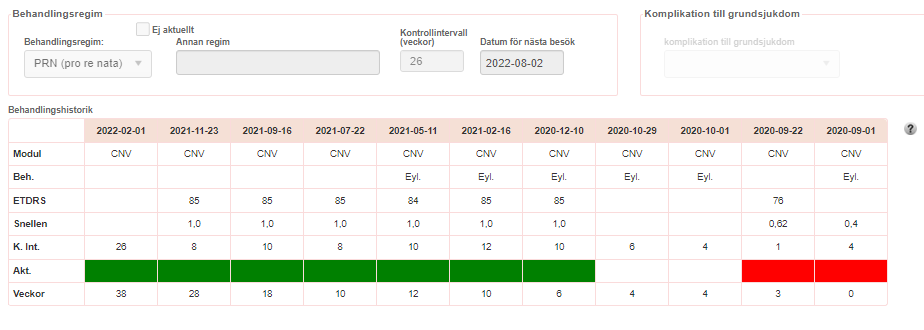 Behandlingsregim
Komplikation till grundsjukdom
Ej aktuellt
Behandlingsregim:
Annan regim
Kontrollintervall
(veckor)
Datum för nästa besök
komplikation till grundsjukdom
PRN (pro re nata)
26
2022-08-02
Behandlingshistorik
2022-02-01 2021-11-23 2021-09-16 2021-07-22 2021-05-11 2021-02-16 2020-12-10 2020-10-29 2020-10-01 2020-09-22 2020-09-01
?
Modul CNV CNV CNV CNV CNV CNV CNV CNV CNV CNV CNV
Beh. Eyl. Eyl. Eyl. Eyl. Eyl. Eyl.
ETDRS 85 85 85 84 85 85 76
Snellen 1,0 1,0 1,0 1,0 1,0 1,0 0,62 0,4
K. Int. 26 8 10 8 10 12 10 6 4 1 4
Akt.
Veckor 38 28 18 10 12 10 6 4 4 3 0